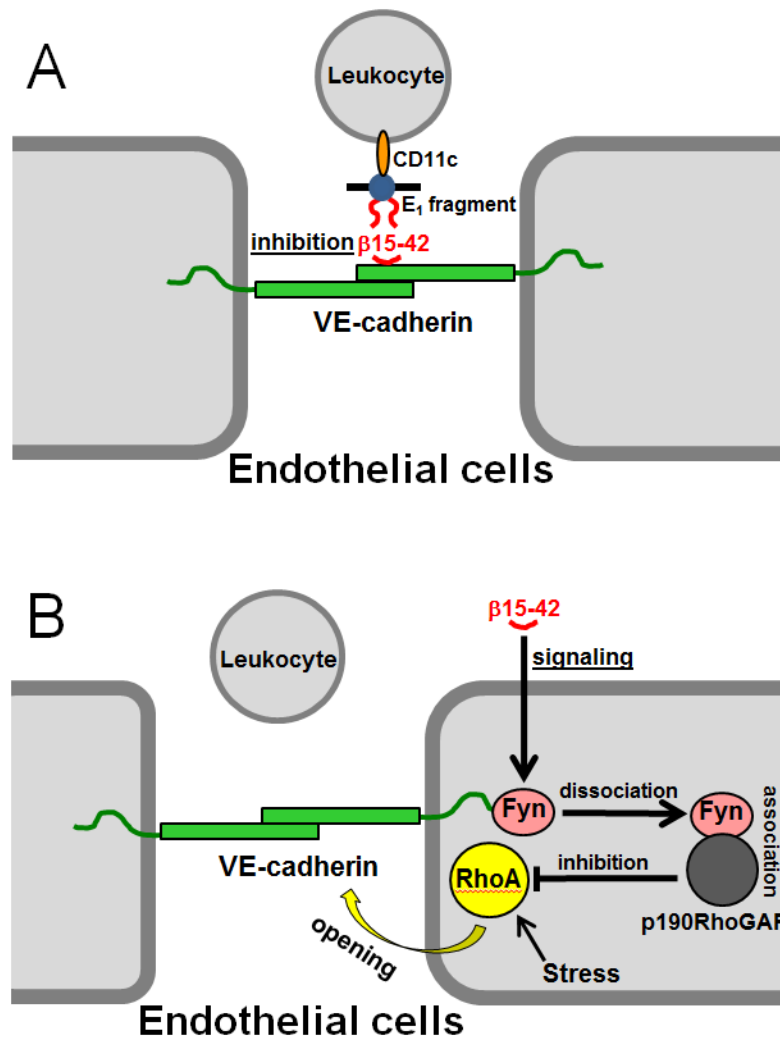 A
Leukocyte
CD11c
E₁ fragment
inhibition β15-42
VE-cadherin
Endothelial cells
B
β15-42
Leukocyte
signaling
Fyn
dissociation
Fyn
association
VE-cadherin
RhoA
inhibition
p190RhoGAP
opening
Stress
Endothelial cells